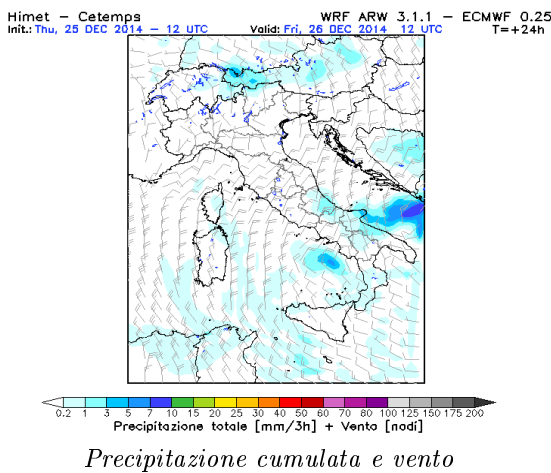 Himet – Cetemps WRF ARW 3.1.1 – ECMWF 0.25
Init.: Thu, 25 DEC 2014 – 12 UTC Valid: Fri, 26 DEC 2014 12 UTC T=+24h
0.2 1 3 5 7 10 15 20 25 30 40 50 60 70 80 100 125 150 175 200
Precipitazione totale [mm/3h] + Vento [nodi]
Precipitazione cumulata e vento